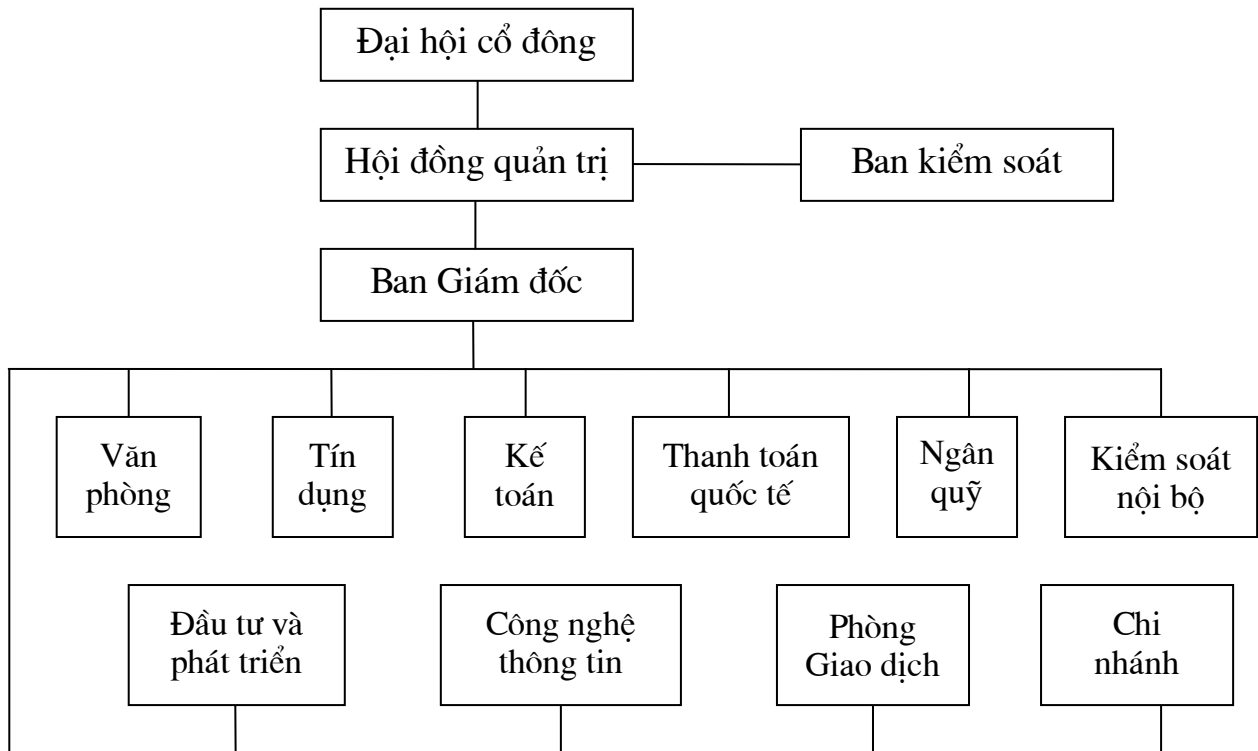 Đại hội cổ đông
Hội đồng quản trị
Ban kiểm soát
Ban Giám đốc
Văn
phòng
Tín
dụng
Kế
toán
Thanh toán
quốc tế
Ngân
quỹ
Kiểm soát
nội bộ
Đầu tư và
phát triển
Công nghệ
thông tin
Phòng
Giao dịch
Chi
nhánh